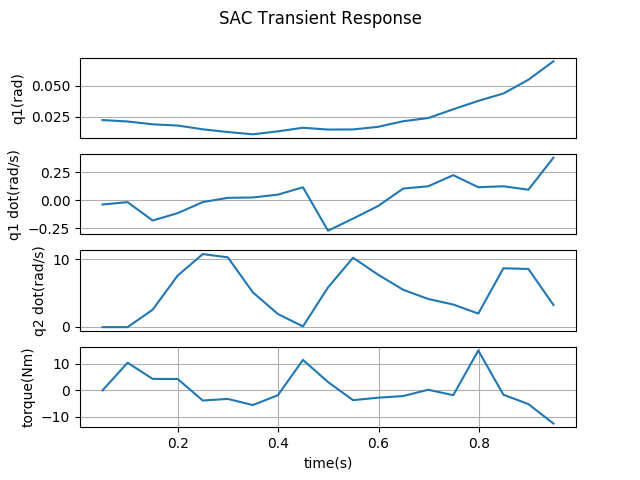 SAC Transient Response
q1(rad)
0.050
0.025
q1 dot(rad/s)
0.25
0.00
−0.25
q2 dot(rad/s)
10
0
torque(Nm)
10
0
−10
0.2 0.4 0.6 0.8
time(s)